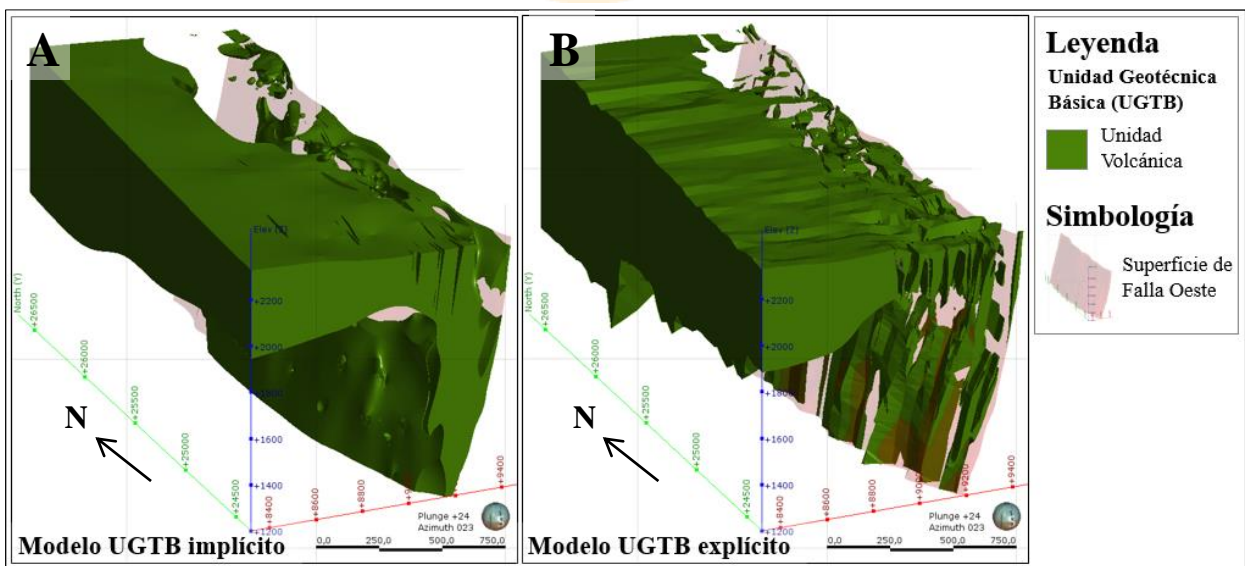 A
Elev (Z)
+2200
+2000
+1800
+1600
+1400
+1200
North (Y)
+26500
+26000
+25500
+25000
+24500
+8400
+8600
+8800
+9400
N
Plunge +24
Azimuth 023
0,0 250,0 500,0 750,0
Modelo UGTB implícito
B
Elev (Z)
+2200
+2000
+1800
+1600
+1400
+1200
North (Y)
+26500
+26000
+25500
+25000
+24500
+8400
+8600
+8800
+9000
+9200
+9400
N
Plunge +24
Azimuth 023
0,0 250,0 500,0 750,0
Modelo UGTB explícito
Leyenda
Unidad Geotécnica
Básica (UGTB)
Unidad
Volcánica
Simbología
Superficie de
Falla Oeste